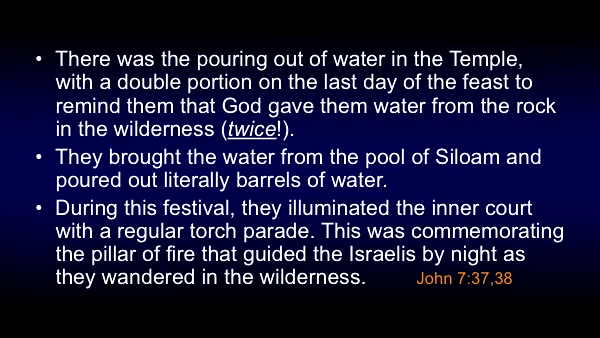 • There was the pouring out of water in the Temple,
with a double portion on the last day of the feast to
remind them that God gave them water from the rock
in the wilderness (twice!).
• They brought the water from the pool of Siloam and
poured out literally barrels of water.
• During this festival, they illuminated the inner court
with a regular torch parade. This was commemorating
the pillar of fire that guided the Israelis by night as
they wandered in the wilderness. John 7:37,38